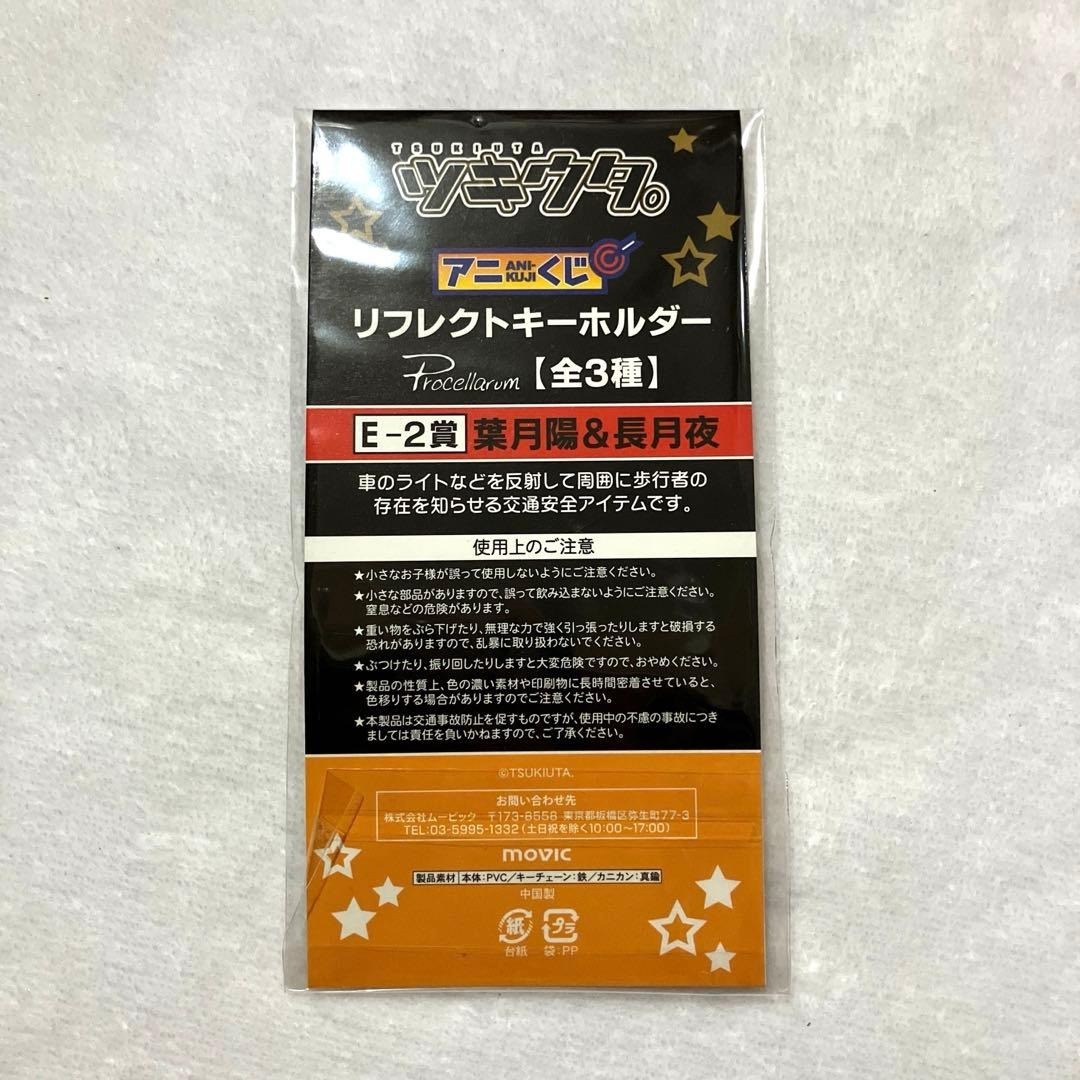 TSUKIUTA
ツキウタ。
アニ ANI-KUJI くじ
リフレクトキーホルダー
Procellarum【全3種】
E-2賞 葉月陽&長月夜
車のライトなどを反射して周囲に歩行者の
存在を知らせる交通安全アイテムです。
使用上のご注意
★小さなお子様が誤って使用しないようにご注意ください。
★小さな部品がありますので、誤って飲み込まないようにご注意ください。
窒息などの危険があります。
★重い物をぶら下げたり、無理な力で強く引っ張ったりしますと破損する
恐れがありますので、乱暴に取り扱わないでください。
★ぶつけたり、振り回したりしますと大変危険ですので、おやめください。
★製品の性質上、色の濃い素材や印刷物に長時間密着させていると、
色移りする場合がありますのでご注意ください。
★本製品は交通事故防止を促すものですが、使用中の不慮の事故につき
ましては責任を負いかねますので、ご了承ください。
©TSUKIUTA.
お問い合わせ先
株式会社ムービック 〒173-8558 東京都板橋区弥生町77-3
TEL:03-5995-1332(土日祝を除く10:00〜17:00)
movic
製品素材 本体:PVC/キーチェーン:鉄/カニカン:真鍮
中国製
紙 プラ
台紙 袋:PP